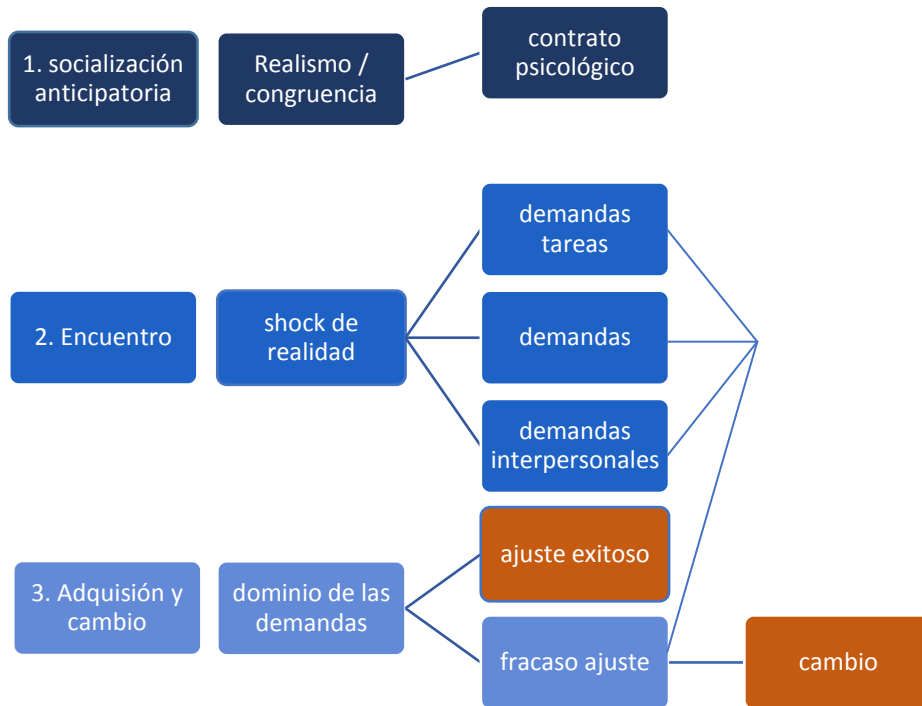 1. socialización
anticipatoria
Realismo /
congruencia
contrato
psicológico
demandas
tareas
2. Encuentro
shock de
realidad
demandas
demandas
interpersonales
ajuste exitoso
3. Adquisión y
cambio
dominio de las
demandas
fracaso ajuste
cambio